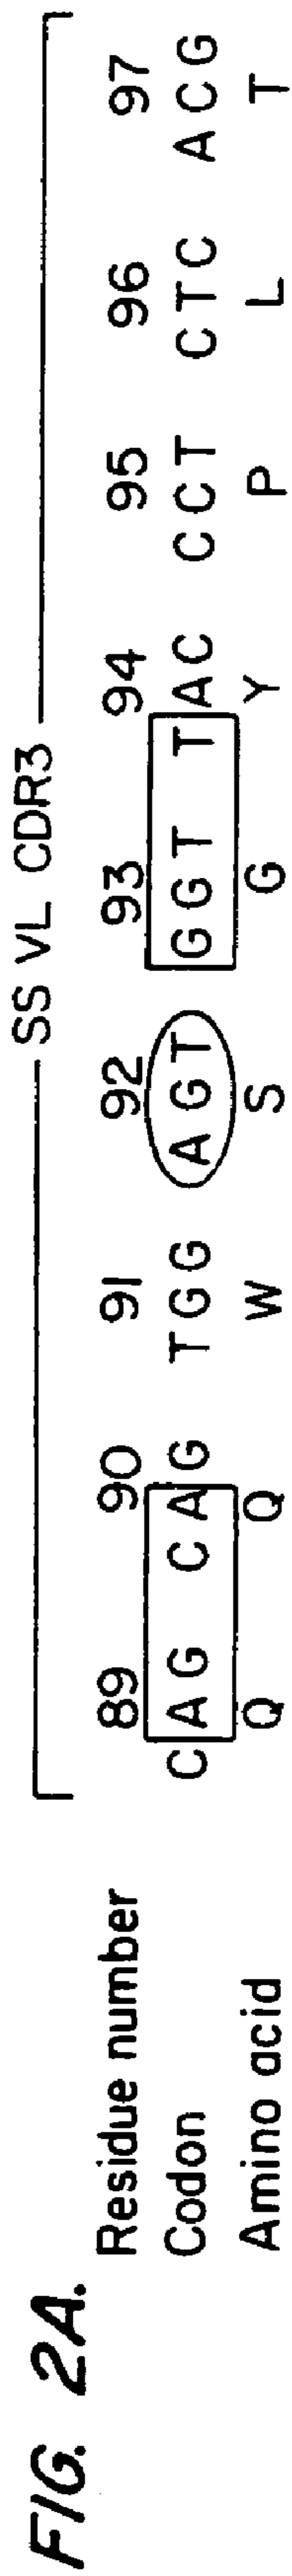 FIG. 2A.
SS VL CDR3
Residue number 89 90 91 92 93 94 95 96 97
Codon CAG CAG TGG AGT GGT TAC CCT CTC ACG
Amino acid Q Q W S G Y P L T